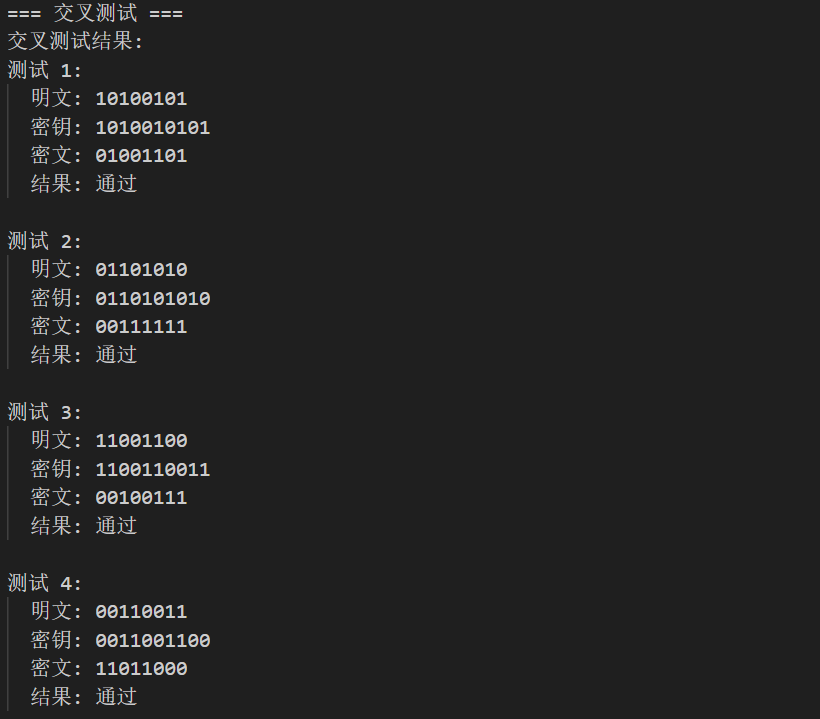 === 交叉测试 ===
交叉测试结果:
测试 1:
明文: 10100101
密钥: 1010010101
密文: 01001101
结果: 通过
测试 2:
明文: 01101010
密钥: 0110101010
密文: 00111111
结果: 通过
测试 3:
明文: 11001100
密钥: 1100110011
密文: 00100111
结果: 通过
测试 4:
明文: 00110011
密钥: 0011001100
密文: 11011000
结果: 通过